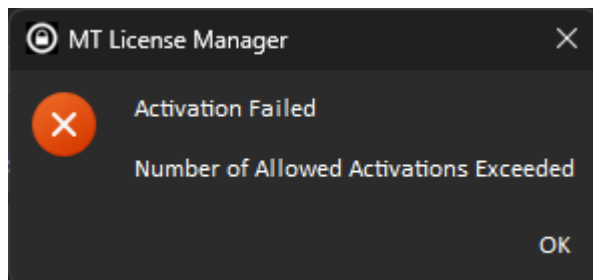 MT License Manager
Activation Failed
Number of Allowed Activations Exceeded
OK